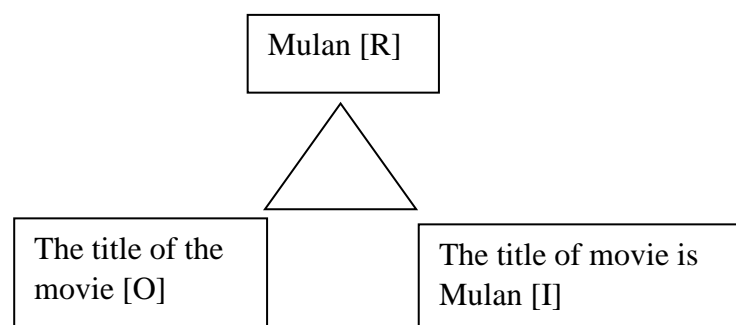 Mulan [R]
The title of the
movie [O]
The title of movie is
Mulan [I]